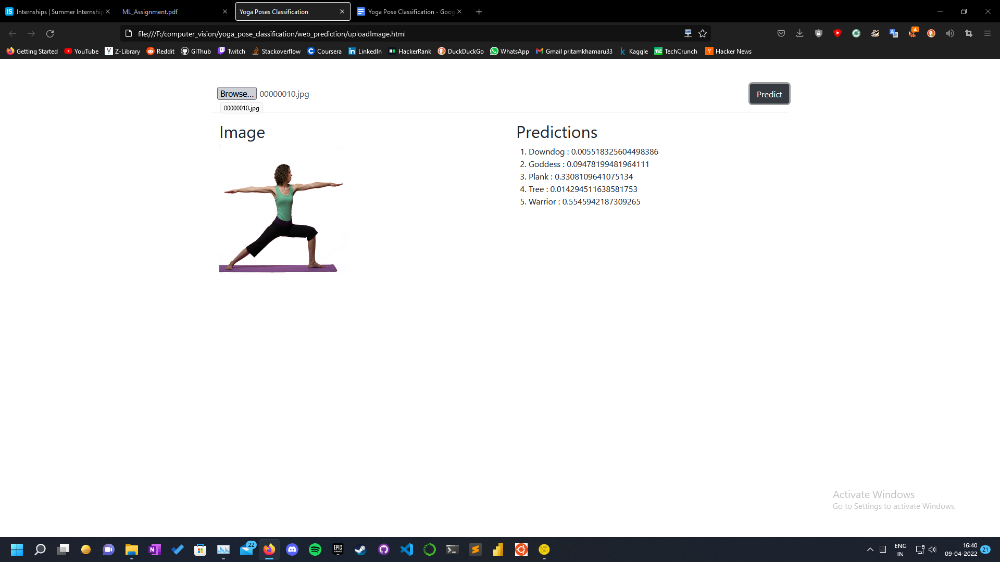 Internships | Summer Internship
ML_Assignment.pdf
Yoga Poses Classification
Yoga Pose Classification - Goog
file:///F:/computer_vision/yoga_pose_classification/web_prediction/uploadImage.html
4
Getting Started
YouTube
Z-Library
Reddit
GIThub
Twitch
Stackoverflow
Coursera
LinkedIn
HackerRank
DuckDuckGo
WhatsApp
Gmail pritamkhamaru33
Kaggle
TechCrunch
Hacker News
Browse... 00000010.jpg
Predict
00000010.jpg
Image
Predictions
1. Downdog : 0.005518325604498386
2. Goddess : 0.09478199481964111
3. Plank : 0.3308109641075134
4. Tree : 0.014294511638581753
5. Warrior : 0.5545942187309265
Activate Windows
Go to Settings to activate Windows.
22
EPIC
GAMES
ENG
IN
16:40
09-04-2022
21